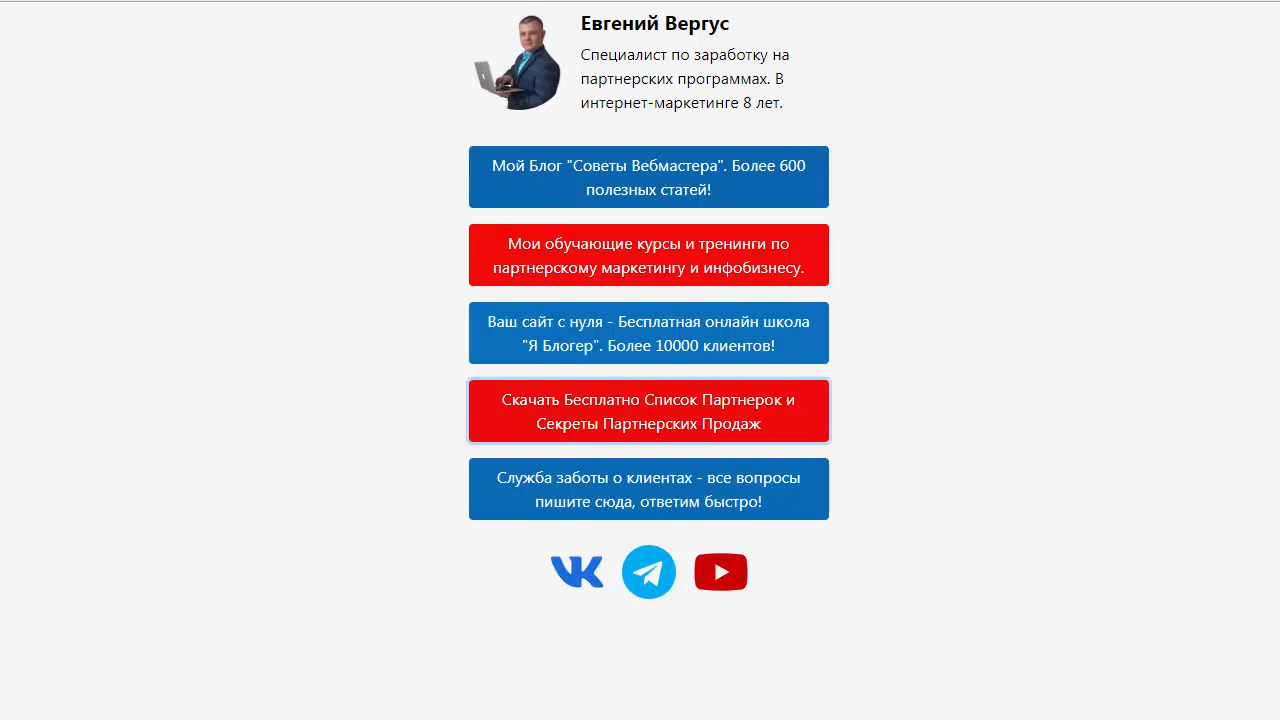 Евгений Вергус
Специалист по заработку на
партнерских программах. В
интернет-маркетинге 8 лет.
Мой Блог "Советы Вебмастера". Более 600
полезных статей!
Мои обучающие курсы и тренинги по
партнерскому маркетингу и инфобизнесу.
Ваш сайт с нуля - Бесплатная онлайн школа
"Я Блогер". Более 10000 клиентов!
Скачать Бесплатно Список Партнерок и
Секреты Партнерских Продаж
Служба заботы о клиентах - все вопросы
пишите сюда, ответим быстро!